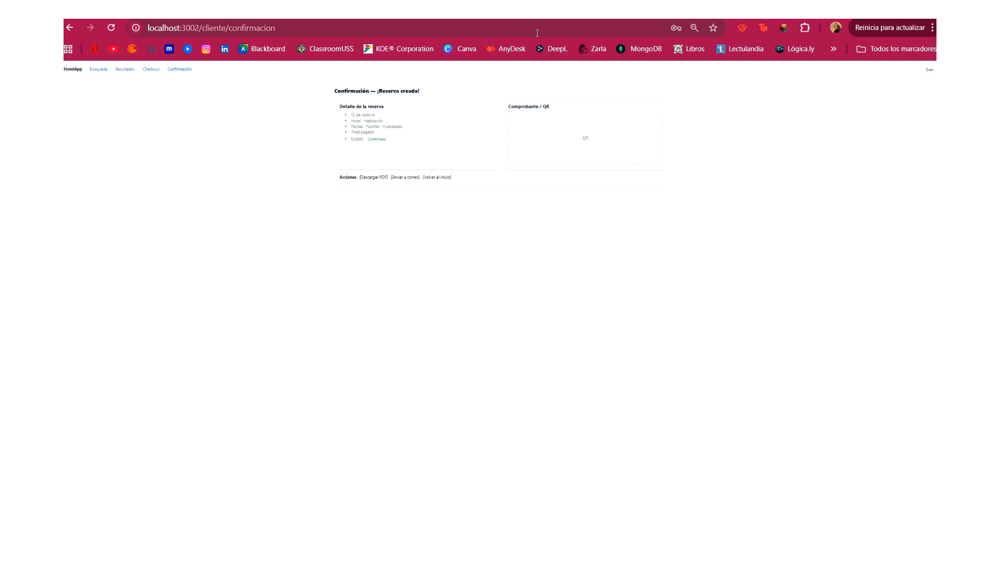 localhost:3002/cliente/confirmacion
Reinicia para actualizar
Blackboard ClassroomUSS KOE® Corporation Canva AnyDesk DeepL Zarla MongoDB Libros Lectulandia Lógica.ly » Todos los marcadores
HotelApp Búsqueda Resultados Checkout Confirmación Salir
Confirmación — ¡Reserva creada!
Detalle de la reserva
• ID de reserva
• Hotel · Habitación
• Fechas · Noches · Huéspedes
• Total pagado
• Estado: Confirmada
Comprobante / QR
QR
Acciones · [Descargar PDF] · [Enviar a correo] · [Volver al inicio]